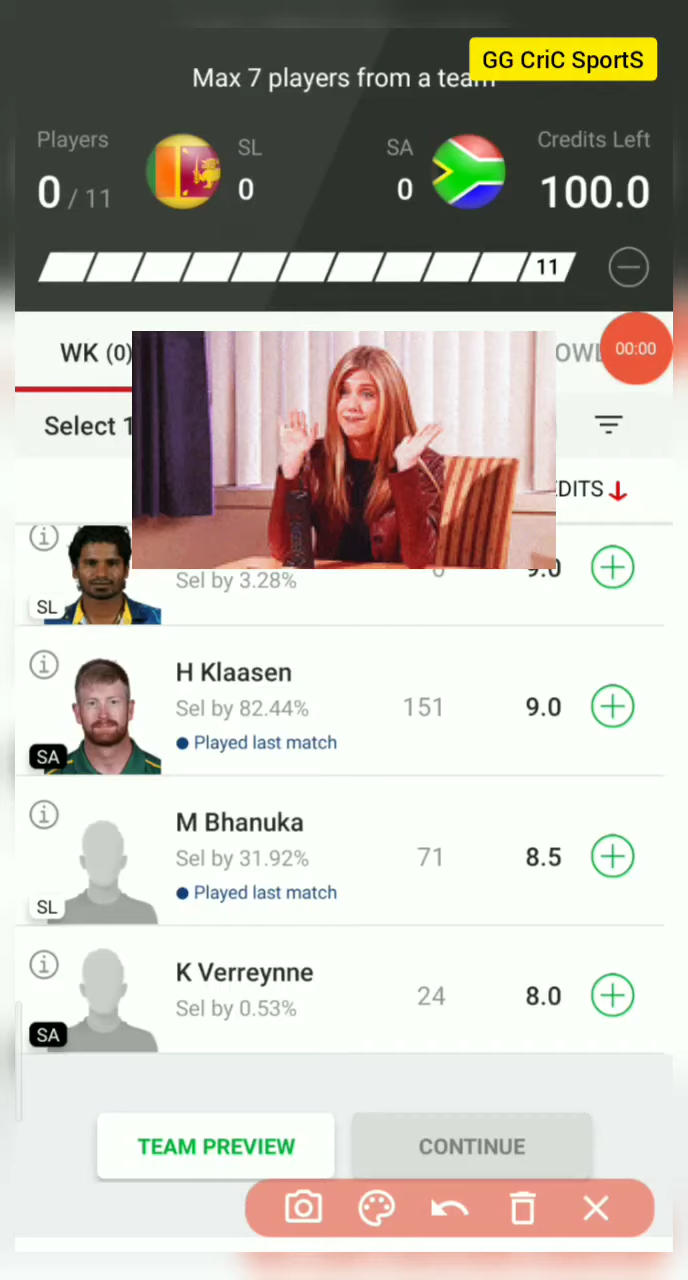 GG CriC SportS
Max 7 players from a team
Players
SL
SA
Credits Left
0 / 11
0
0
100.0
11
WK (0)
OWL
00:00
Select 1
EDITS
Sel by 3.28%
9.0
SL
H Klaasen
Sel by 82.44%
151
9.0
Played last match
SA
M Bhanuka
Sel by 31.92%
71
8.5
Played last match
SL
K Verreynne
Sel by 0.53%
24
8.0
SA
TEAM PREVIEW
CONTINUE